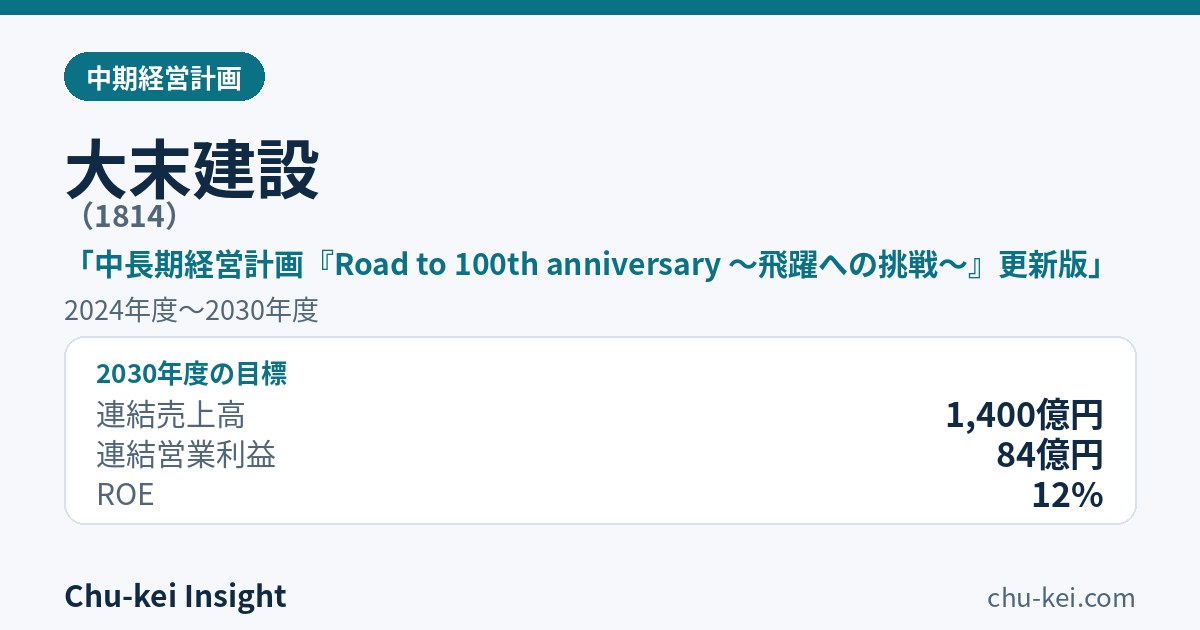 中期経営計画
大末建設
（1814）
「中長期経営計画『Road to 100th anniversary ～飛躍への挑戦～』更新版」
2024年度～2030年度
2030年度の目標
連結売上高 1,400億円
連結営業利益 84億円
ROE 12%
Chu-kei Insight chu-kei.com